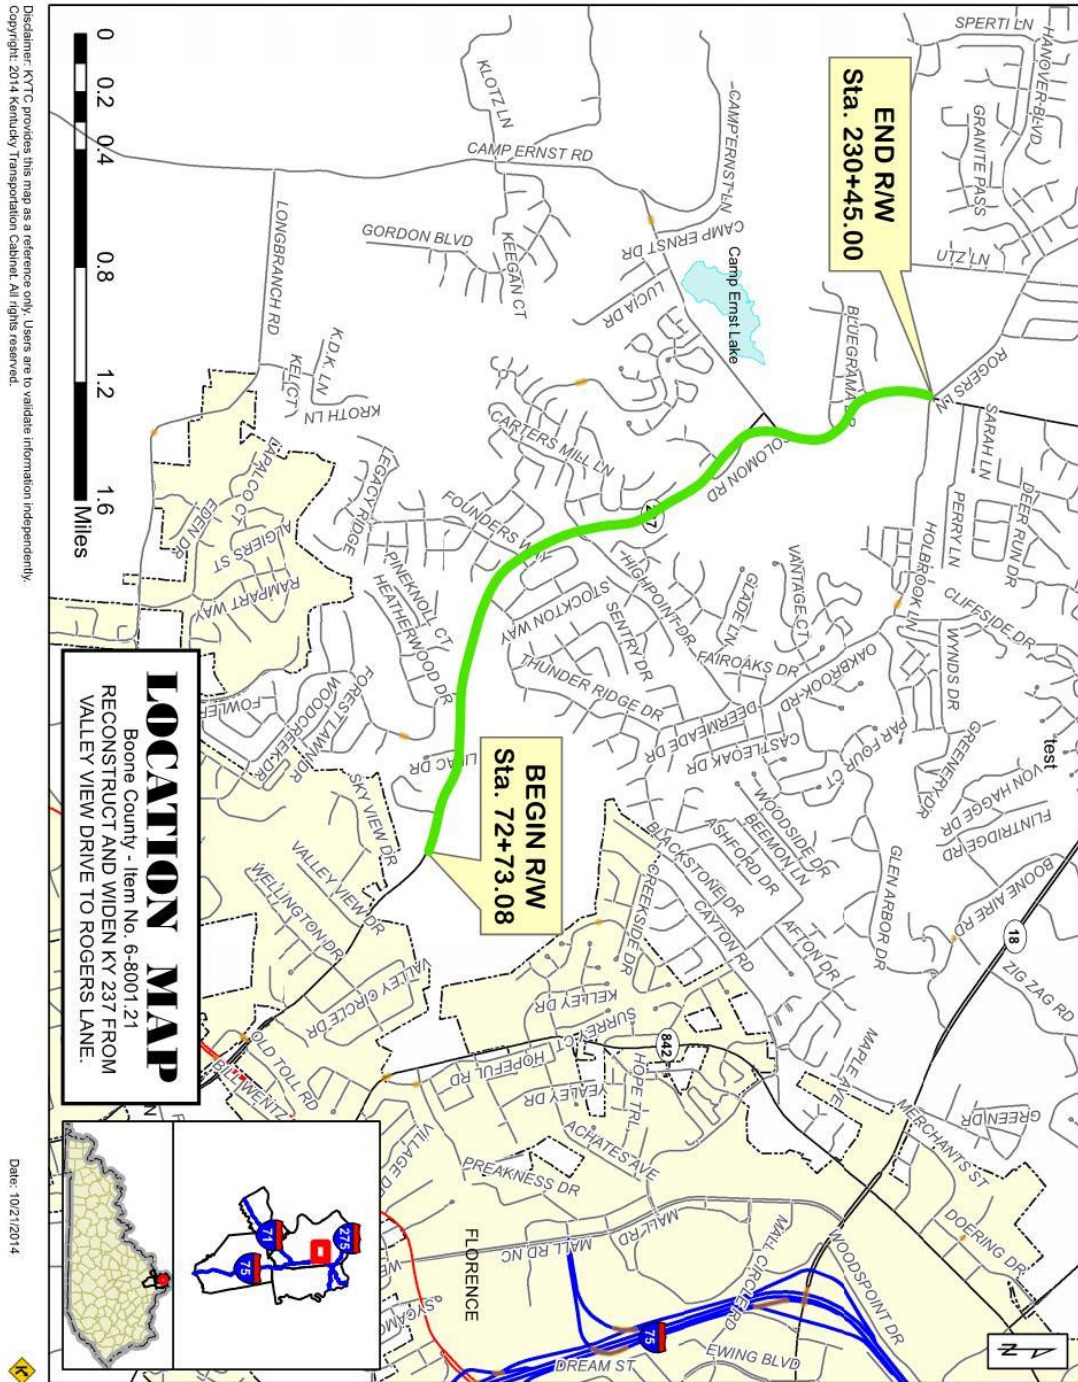 END R/W
Sta. 230+45.00
BEGIN R/W
Sta. 72+73.08
SPERTI LN
HANOVER BLVD
GRANITE PASS
UTZ LN
ROGERS
LN
SARAH LN
DEER RUN DR
PERRY LN
HOLBROOK LN
CLIFFSIDE DR
WYNDS DR
GREENERY DR
test
VON HAGGE DR
FLINTRIDGE RD
BOONE AIRE RD
18
ZIG ZAG RD
GREEN DR
MERCHANTS ST
DOERING DR
WOODSPOINT DR
KLOTZ LN
CAMP ERNST RD
CAMP ERNST LN
CAMP ERNST DR
Camp Ernst Lake
BLUEGRAMA DR
LUCIA DR
GORDON BLVD
KEEGAN CT
LONGBRANCH RD
K.D.K. LN
KELI CT
KROTH LN
CARTERS MILL LN
LEGACY RIDGE
FOUNDERS
PINEKNOLL CT
HEATHERWOOD DR
HIGHPOINT DR
STOCKTON WAY
SENTRY DR
GLADE LN
VANTAGE CT
FAIROAKS DR
OAKBROOK RD
THUNDER RIDGE DR
DEERMEADE DR
CASTLEOAK DR
PAR FOUR CT
WOODSIDE DR
BEEMON LN
ASHFORD DR
BLACKSTONE DR
CREEKSIDE DR
CAYTON RD
AFTON DR
GLEN ARBOR DR
MAPLE AVE
EDEN DR
ALGIERS ST
RAMPART WAY
FOWLER
WOODCREEK DR
FOREST LAWN DR
SKY VIEW DR
VALLEY VIEW DR
WELLINGTON DR
VALLEY CIRCLE DR
OLD TOLL RD
KELLEY DR
SURREY CT
842
HOPEFUL RD
HOPE TRL
YEALEY DR
ACHATES AVE
PREAKNESS DR
MALL RD
MALL RD NC
MALL CIRCLE RD
FLORENCE
75
DREAM ST
EWING BLVD
N
0 0.2 0.4 0.8 1.2 1.6
Miles
LOCATION MAP
Boone County - Item No. 6-8001.21
RECONSTRUCT AND WIDEN KY 237 FROM
VALLEY VIEW DRIVE TO ROGERS LANE.
275
71
75
Disclaimer: KYTC provides this map as a reference only. Users are to validate information independently.
Copyright: 2014 Kentucky Transportation Cabinet. All rights reserved.
Date: 10/21/2014